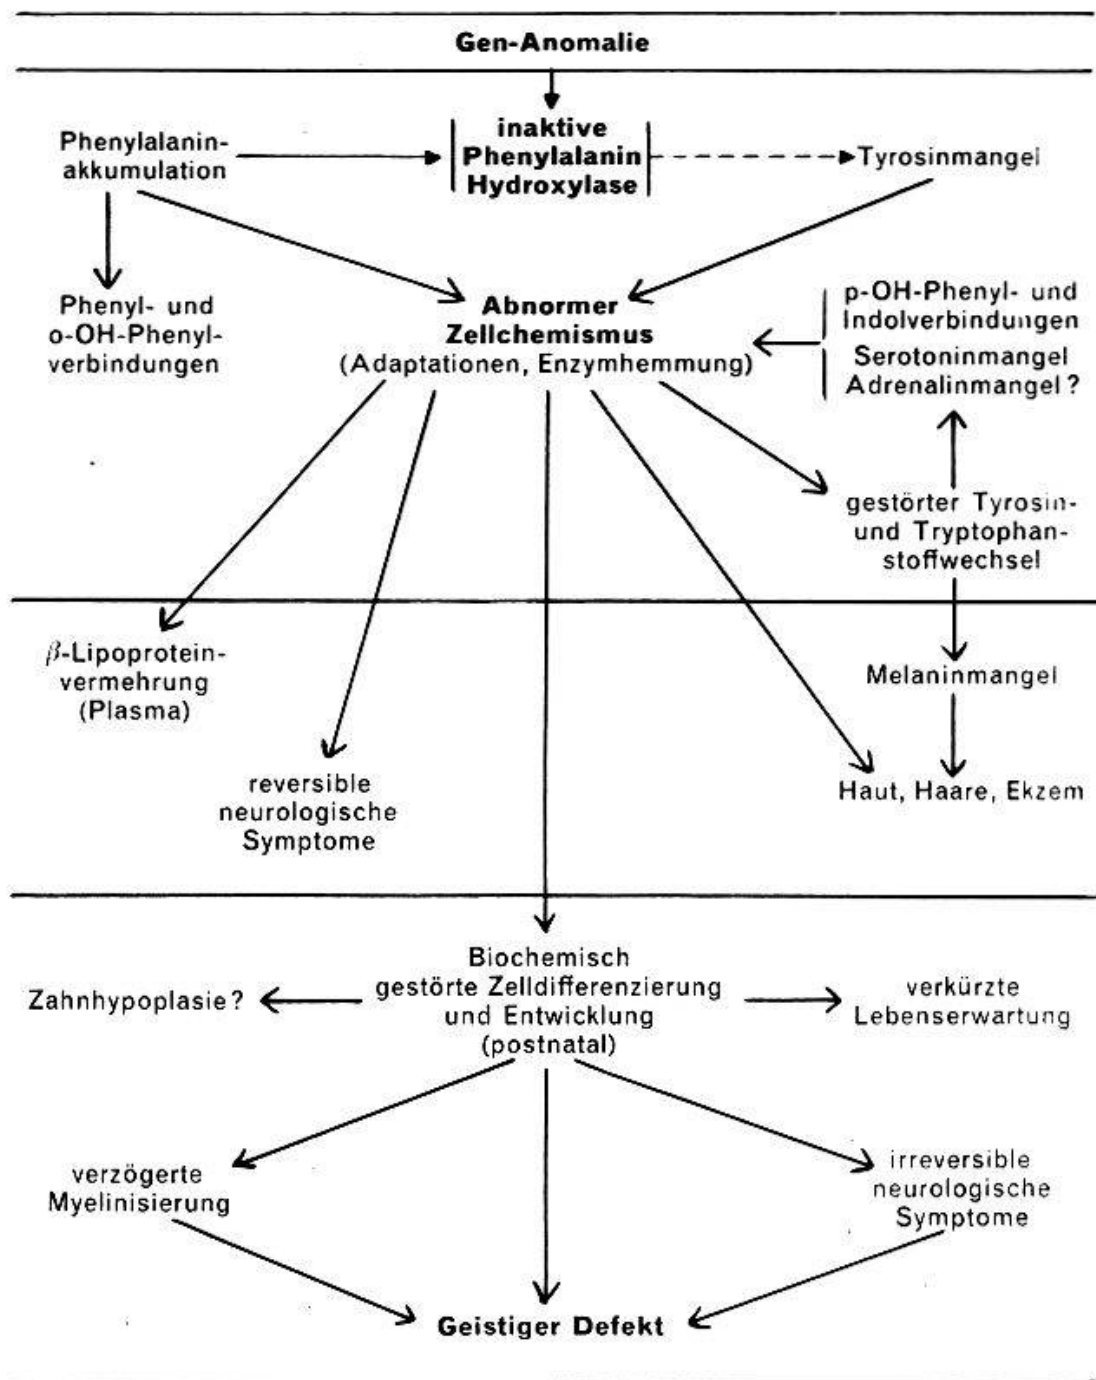 Gen-Anomalie
Phenylalanin-
akkumulation
inaktive
Phenylalanin
Hydroxylase
Tyrosinmangel
Phenyl- und
o-OH-Phenyl-
verbindungen
Abnormer
Zellchemismus
(Adaptationen, Enzymhemmung)
p-OH-Phenyl- und
Indolverbindungen
Serotoninmangel
Adrenalinmangel?
gestörter Tyrosin-
und Tryptophan-
stoffwechsel
β-Lipoprotein-
vermehrung
(Plasma)
Melaninmangel
reversible
neurologische
Symptome
Haut, Haare, Ekzem
Biochemisch
gestörte Zelldifferenzierung
und Entwicklung
(postnatal)
Zahnhypoplasie?
verkürzte
Lebenserwartung
verzögerte
Myelinisierung
irreversible
neurologische
Symptome
Geistiger Defekt